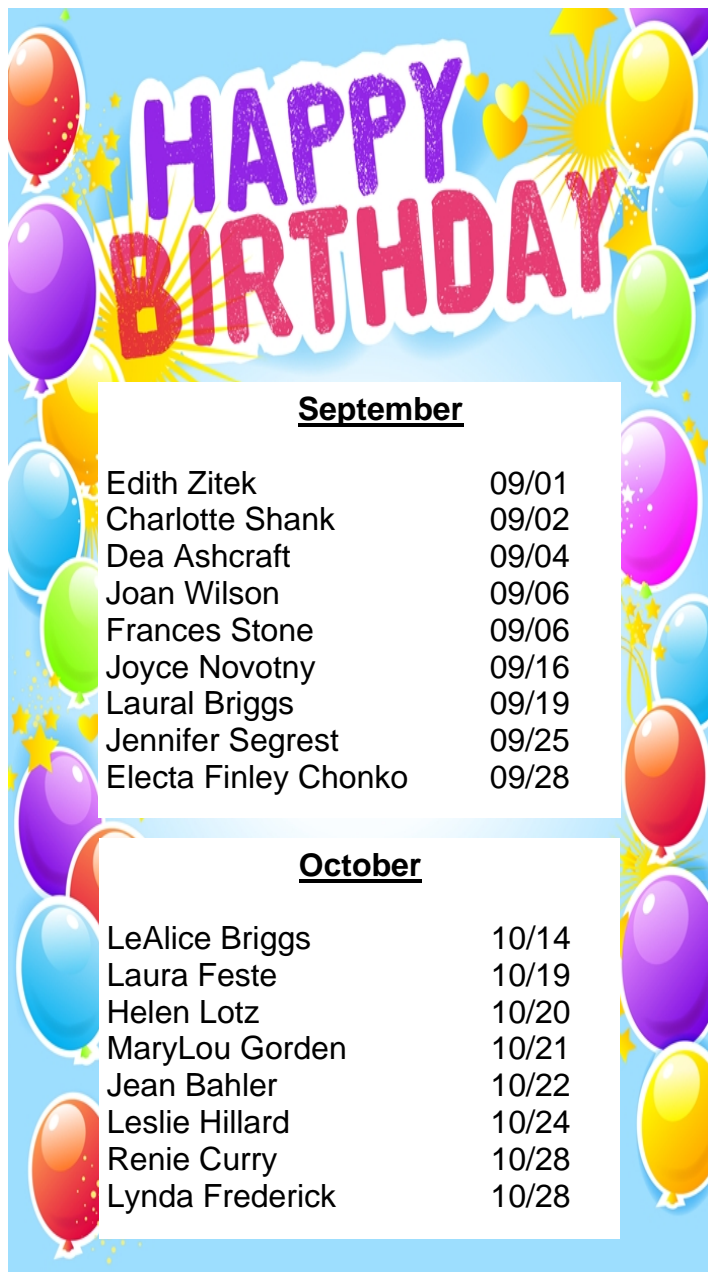 HAPPY
BIRTHDAY
September
Edith Zitek 09/01
Charlotte Shank 09/02
Dea Ashcraft 09/04
Joan Wilson 09/06
Frances Stone 09/06
Joyce Novotny 09/16
Laural Briggs 09/19
Jennifer Segrest 09/25
Electa Finley Chonko 09/28
October
LeAlice Briggs 10/14
Laura Feste 10/19
Helen Lotz 10/20
MaryLou Gorden 10/21
Jean Bahler 10/22
Leslie Hillard 10/24
Renie Curry 10/28
Lynda Frederick 10/28